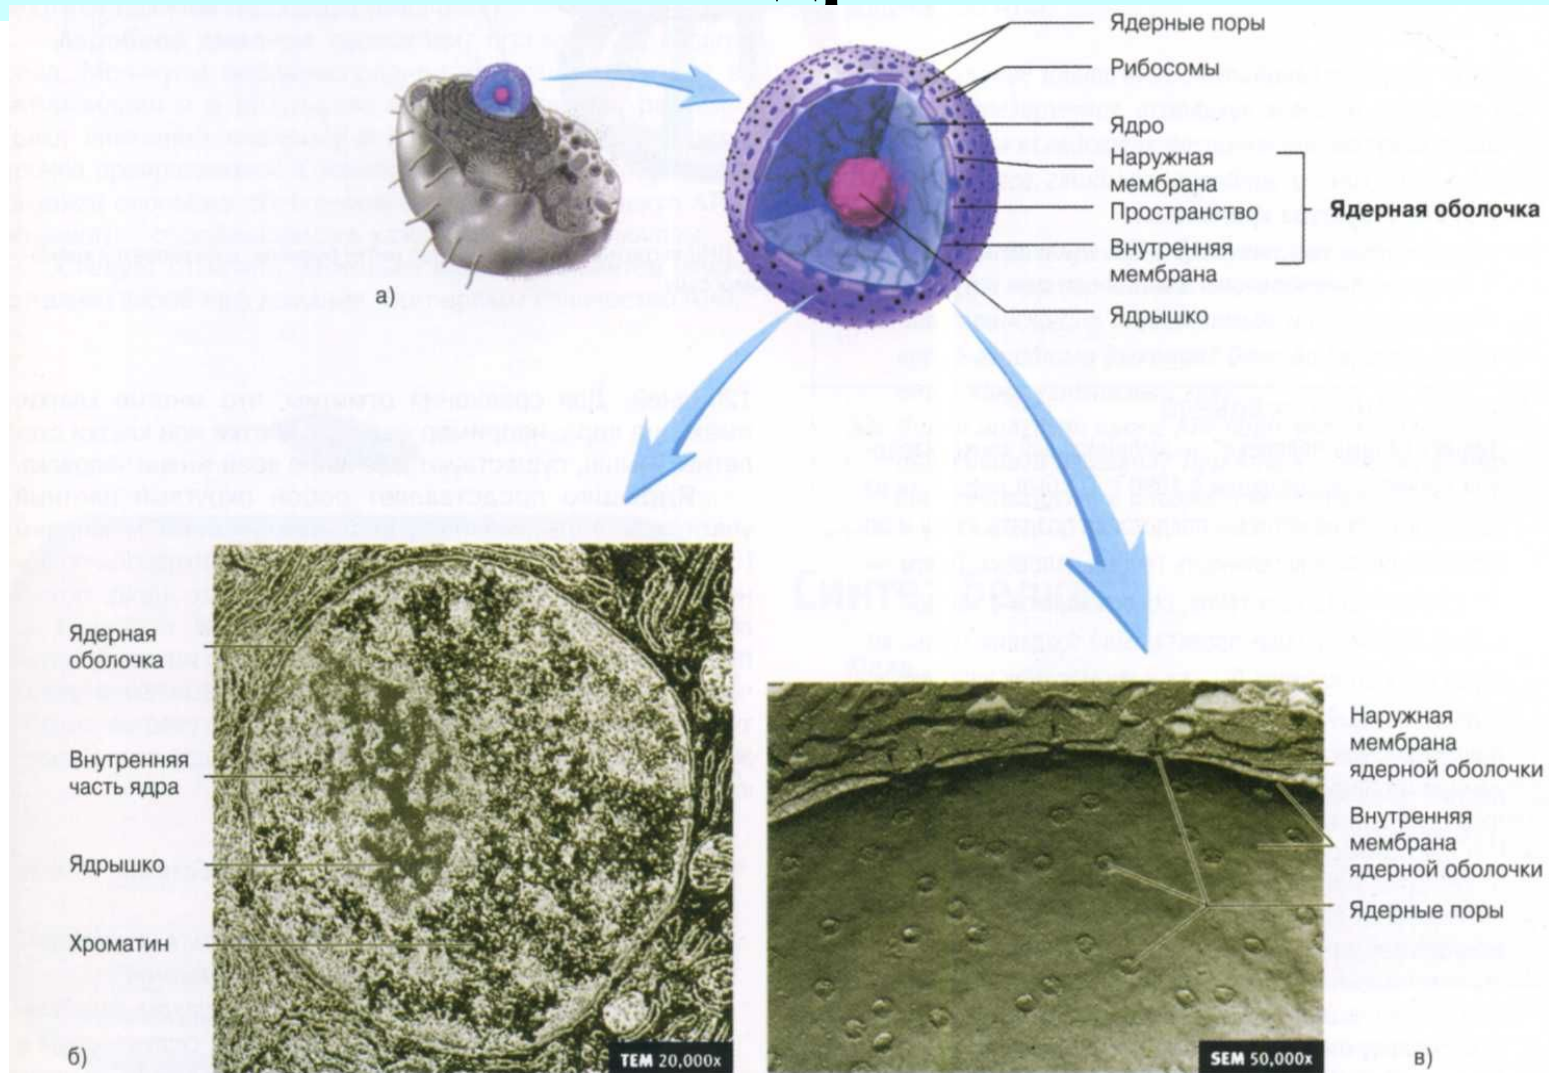 Ядерные поры
Рибосомы
Ядро
Наружная
мембрана
Пространство
Внутренняя
мембрана
Ядерная оболочка
Ядрышко
а)
Ядерная
оболочка
Внутренняя
часть ядра
Ядрышко
Хроматин
б)
TEM 20,000x
Наружная
мембрана
ядерной оболочки
Внутренняя
мембрана
ядерной оболочки
Ядерные поры
SEM 50,000x
в)